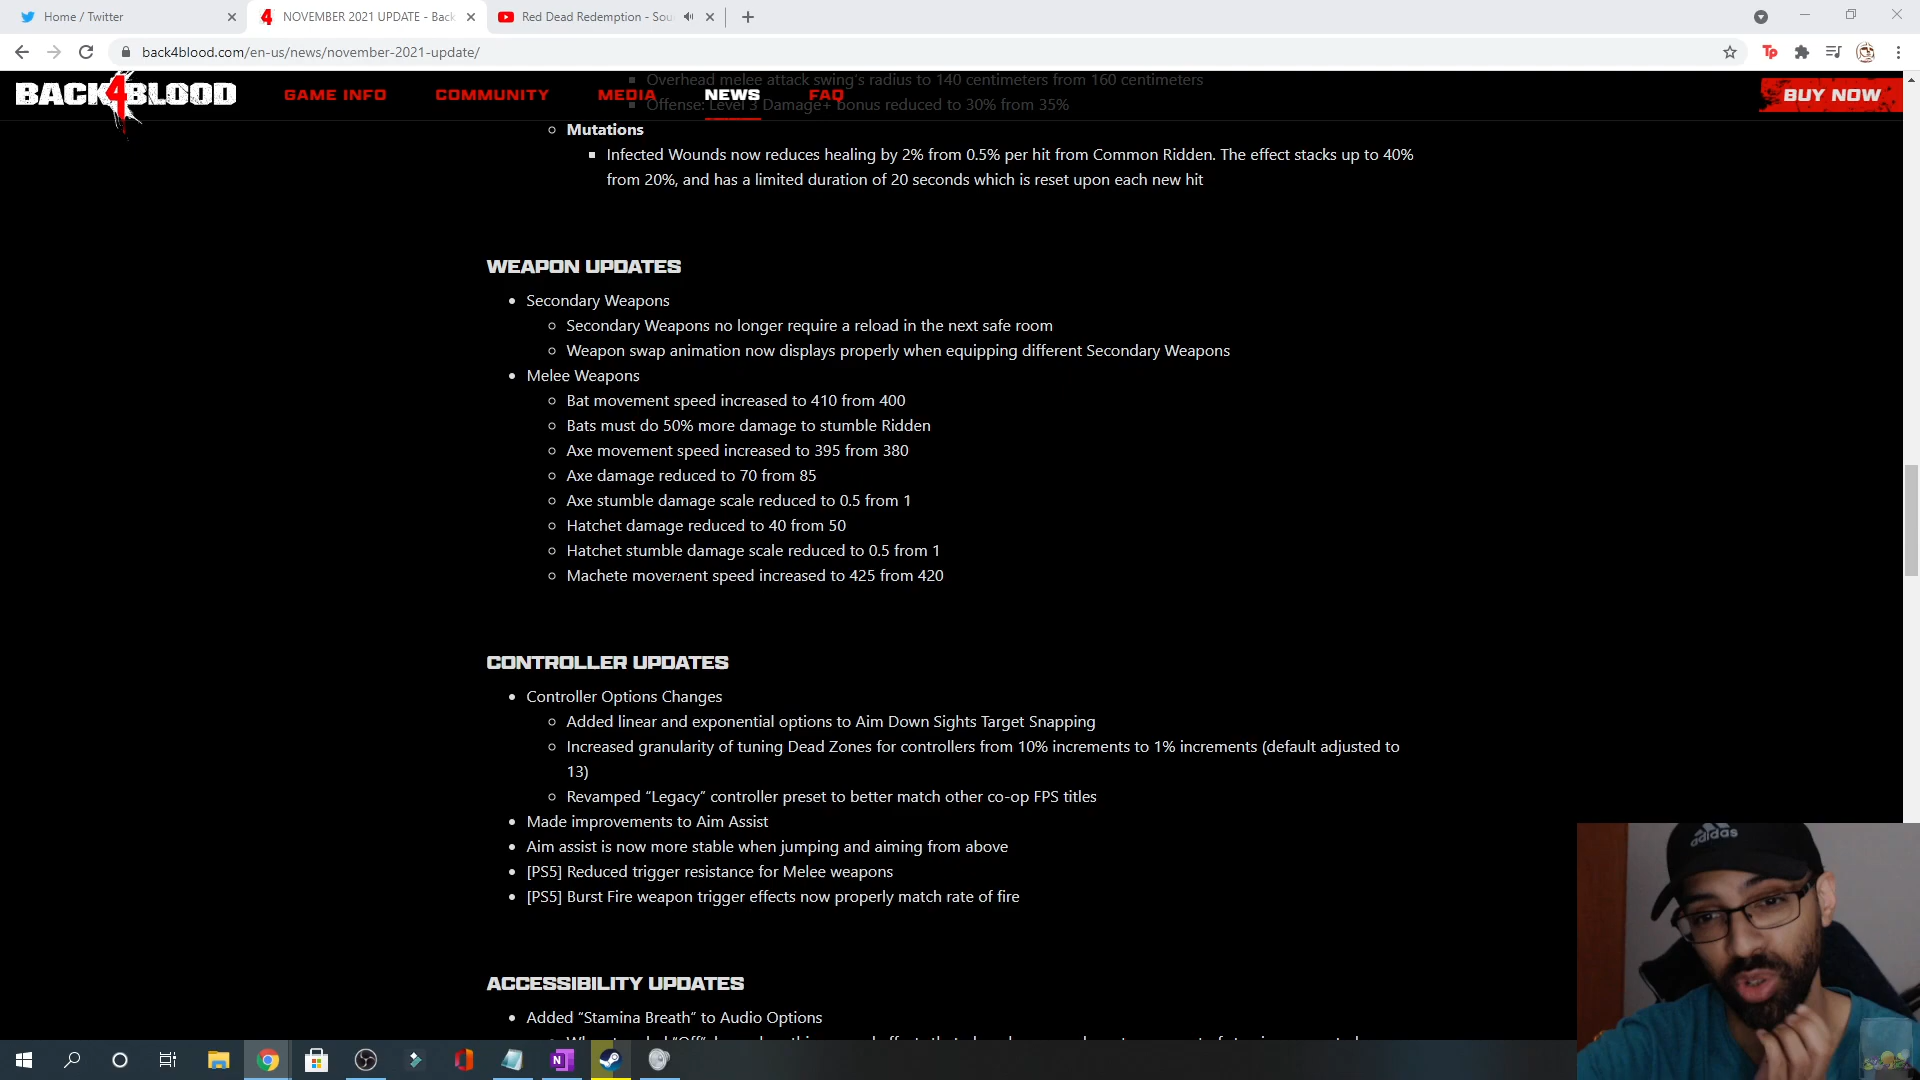 Home / Twitter
NOVEMBER 2021 UPDATE - Back
Red Dead Redemption - Sou
back4blood.com/en-us/news/november-2021-update/
Overhead melee attack swing's radius to 140 centimeters from 160 centimeters
BACK4BLOOD
GAME INFO
COMMUNITY
MEDIA
NEWS
FAQ
BUY NOW
Offense: Level 3 Damage+ bonus reduced to 30% from 35%
Mutations
Infected Wounds now reduces healing by 2% from 0.5% per hit from Common Ridden. The effect stacks up to 40%
from 20%, and has a limited duration of 20 seconds which is reset upon each new hit
WEAPON UPDATES
Secondary Weapons
Secondary Weapons no longer require a reload in the next safe room
Weapon swap animation now displays properly when equipping different Secondary Weapons
Melee Weapons
Bat movement speed increased to 410 from 400
Bats must do 50% more damage to stumble Ridden
Axe movement speed increased to 395 from 380
Axe damage reduced to 70 from 85
Axe stumble damage scale reduced to 0.5 from 1
Hatchet damage reduced to 40 from 50
Hatchet stumble damage scale reduced to 0.5 from 1
Machete movement speed increased to 425 from 420
CONTROLLER UPDATES
Controller Options Changes
Added linear and exponential options to Aim Down Sights Target Snapping
Increased granularity of tuning Dead Zones for controllers from 10% increments to 1% increments (default adjusted to
13)
Revamped “Legacy” controller preset to better match other co-op FPS titles
Made improvements to Aim Assist
Aim assist is now more stable when jumping and aiming from above
[PS5] Reduced trigger resistance for Melee weapons
[PS5] Burst Fire weapon trigger effects now properly match rate of fire
adidas
ACCESSIBILITY UPDATES
Added “Stamina Breath” to Audio Options